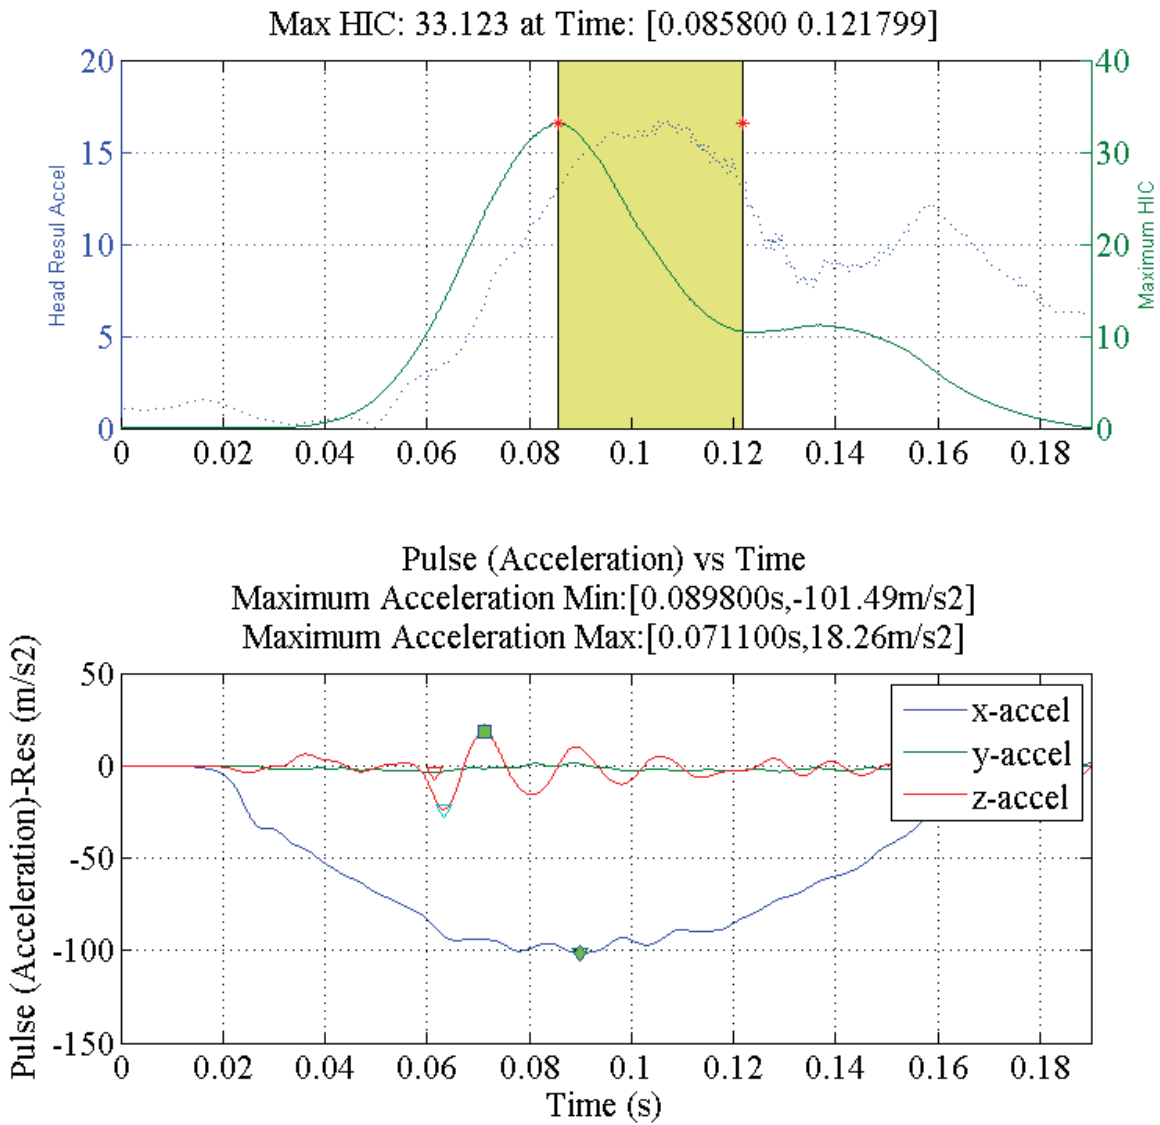 Max HIC: 33.123 at Time: [0.085800 0.121799]
20
15
10
5
0
Head Resul Accel
40
30
20
10
0
Maximum HIC
0 0.02 0.04 0.06 0.08 0.1 0.12 0.14 0.16 0.18
Pulse (Acceleration) vs Time
Maximum Acceleration Min:[0.089800s,-101.49m/s2]
Maximum Acceleration Max:[0.071100s,18.26m/s2]
Pulse (Acceleration)-Res (m/s2)
50
0
-50
-100
-150
x-accel
y-accel
z-accel
0 0.02 0.04 0.06 0.08 0.1 0.12 0.14 0.16 0.18
Time (s)